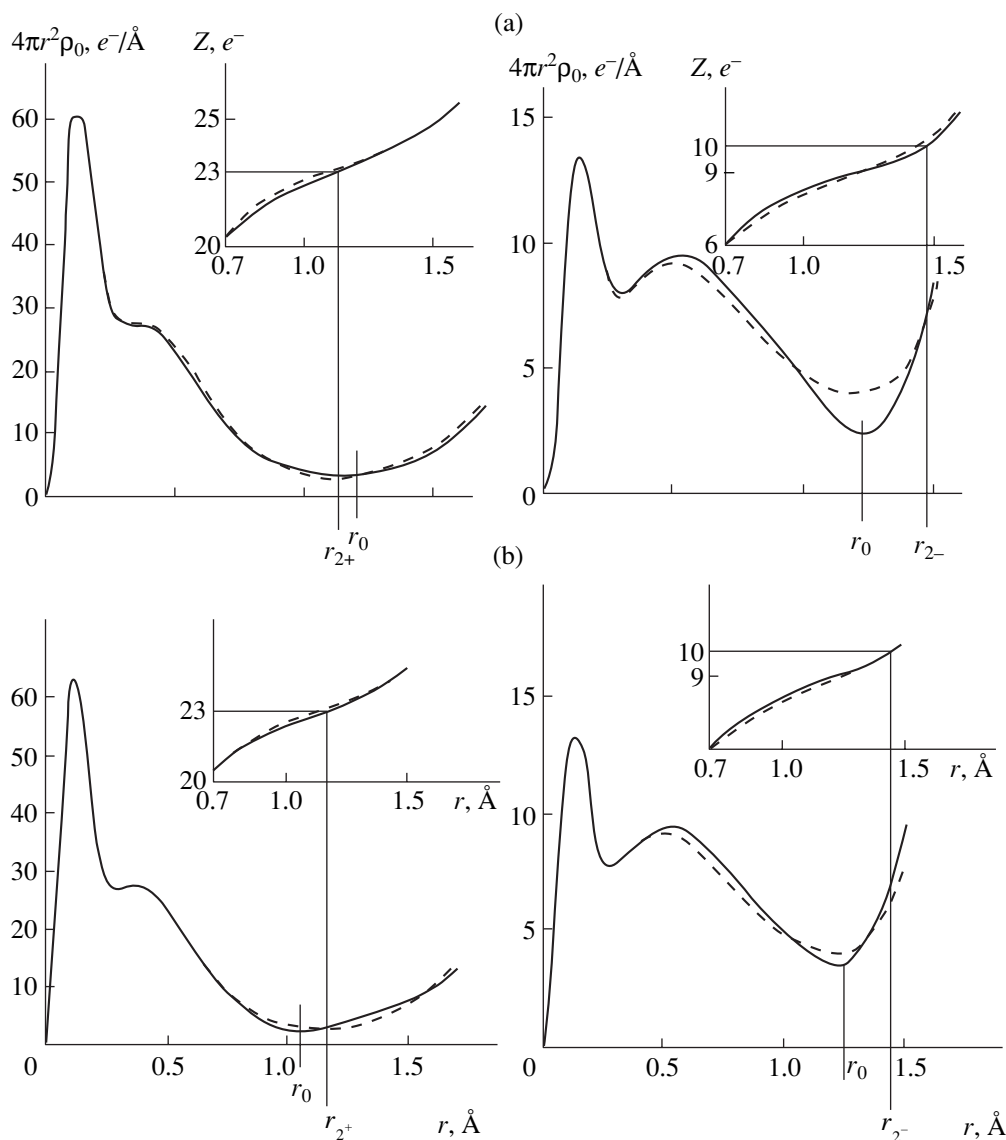 (a)
4πr²ρ₀, e⁻/Å
Z, e⁻
60
50
40
30
20
10
0
25
23
20
0.7 1.0 1.5
r₂₊
r₀
4πr²ρ₀, e⁻/Å
Z, e⁻
15
10
5
0
10
9
6
0.7 1.0 1.5
r₀
r₂₋
(b)
60
50
40
30
20
10
0
23
20
0.7 1.0 1.5
r, Å
0.5 1.0 1.5
r₀
r₂⁺
r, Å
15
10
5
0
10
9
0.7 1.0 1.5
r, Å
0.5 1.0 1.5
r₀
r₂⁻
r, Å